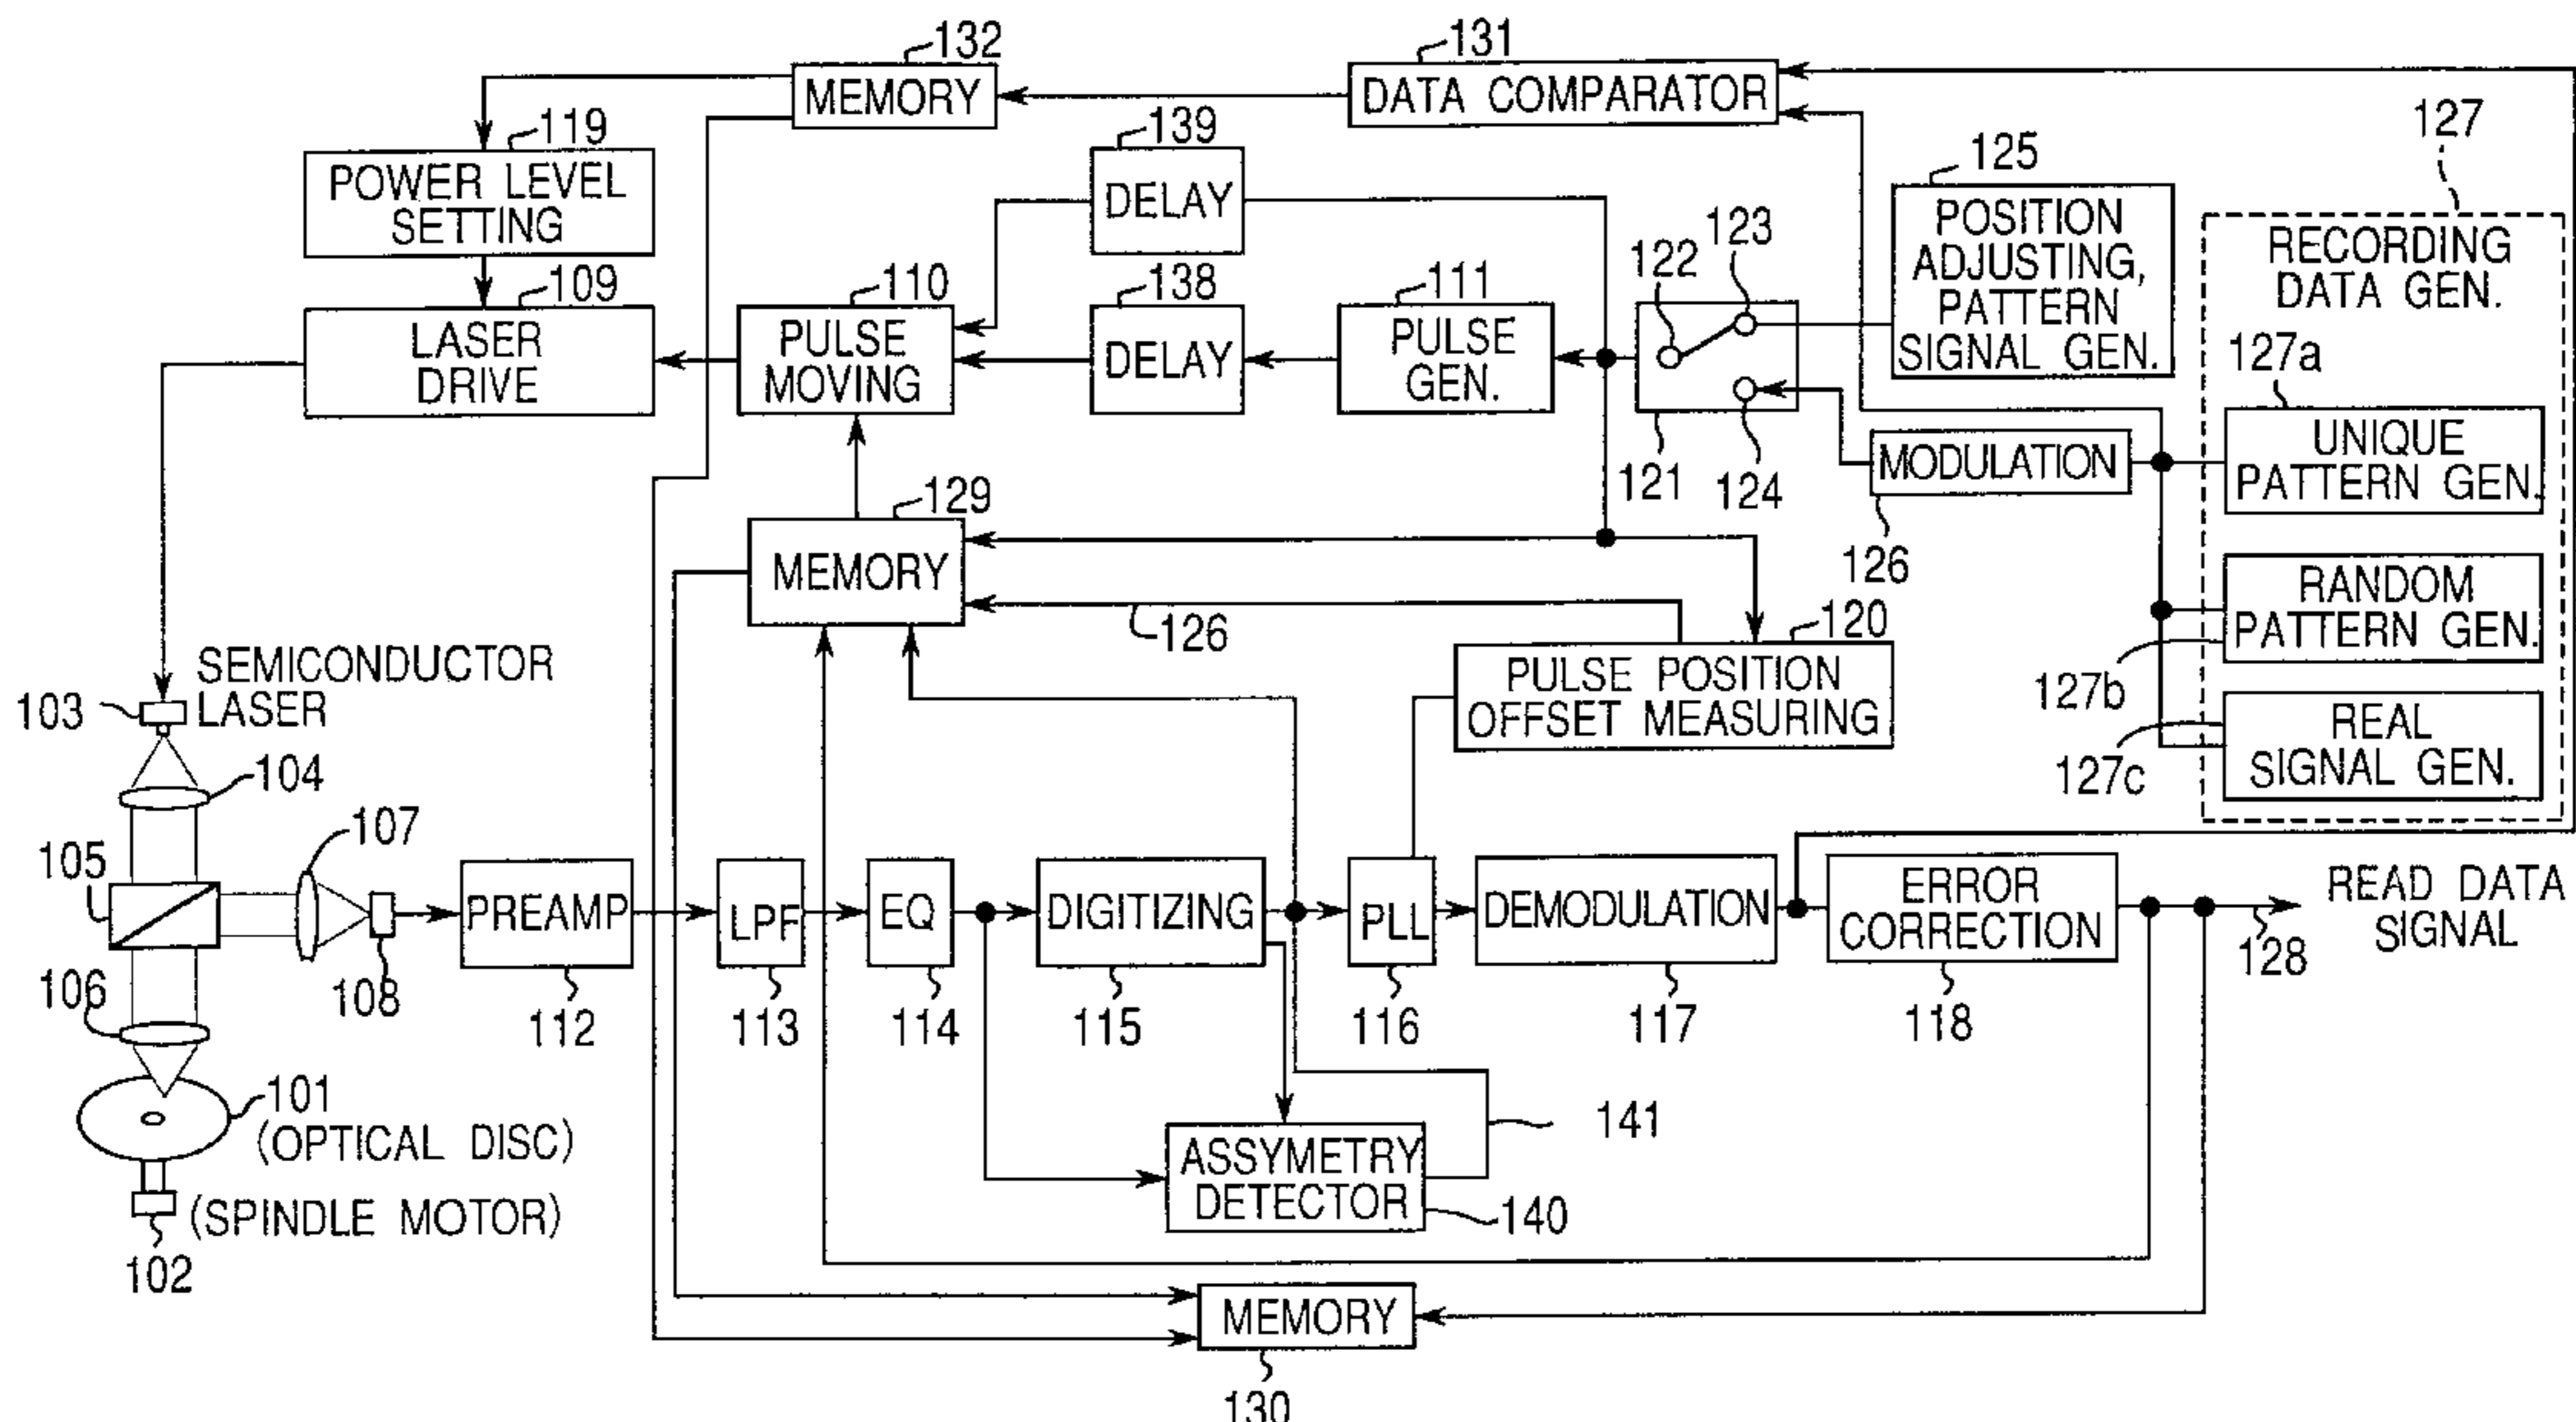 132
131
MEMORY
DATA COMPARATOR
127
119
139
125
POWER LEVEL
SETTING
DELAY
POSITION
ADJUSTING,
PATTERN
SIGNAL GEN.
RECORDING
DATA GEN.
123
122
109
110
138
111
LASER
DRIVE
PULSE
MOVING
DELAY
PULSE
GEN.
127a
UNIQUE
PATTERN GEN.
121
124
MODULATION
126
129
MEMORY
126
120
RANDOM
PATTERN GEN.
127b
SEMICONDUCTOR
LASER
103
PULSE POSITION
OFFSET MEASURING
REAL
SIGNAL GEN.
127c
104
107
105
PREAMP
LPF
EQ
DIGITIZING
PLL
DEMODULATION
ERROR
CORRECTION
READ DATA
SIGNAL
128
106
108
112
113
114
115
116
117
118
101
(OPTICAL DISC)
141
ASSYMETRY
DETECTOR
140
(SPINDLE MOTOR)
102
MEMORY
130